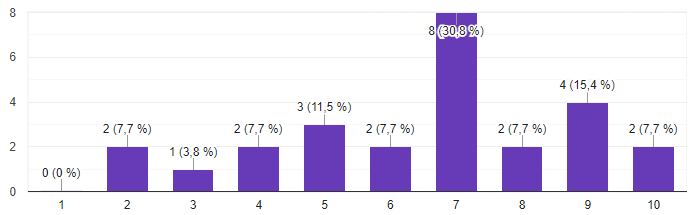 8
8 (30,8 %)
6
4 (15,4 %)
4
3 (11,5 %)
2 (7,7 %)
2 (7,7 %)
2 (7,7 %)
2 (7,7 %)
2 (7,7 %)
2
1 (3,8 %)
0 (0 %)
0
1 2 3 4 5 6 7 8 9 10